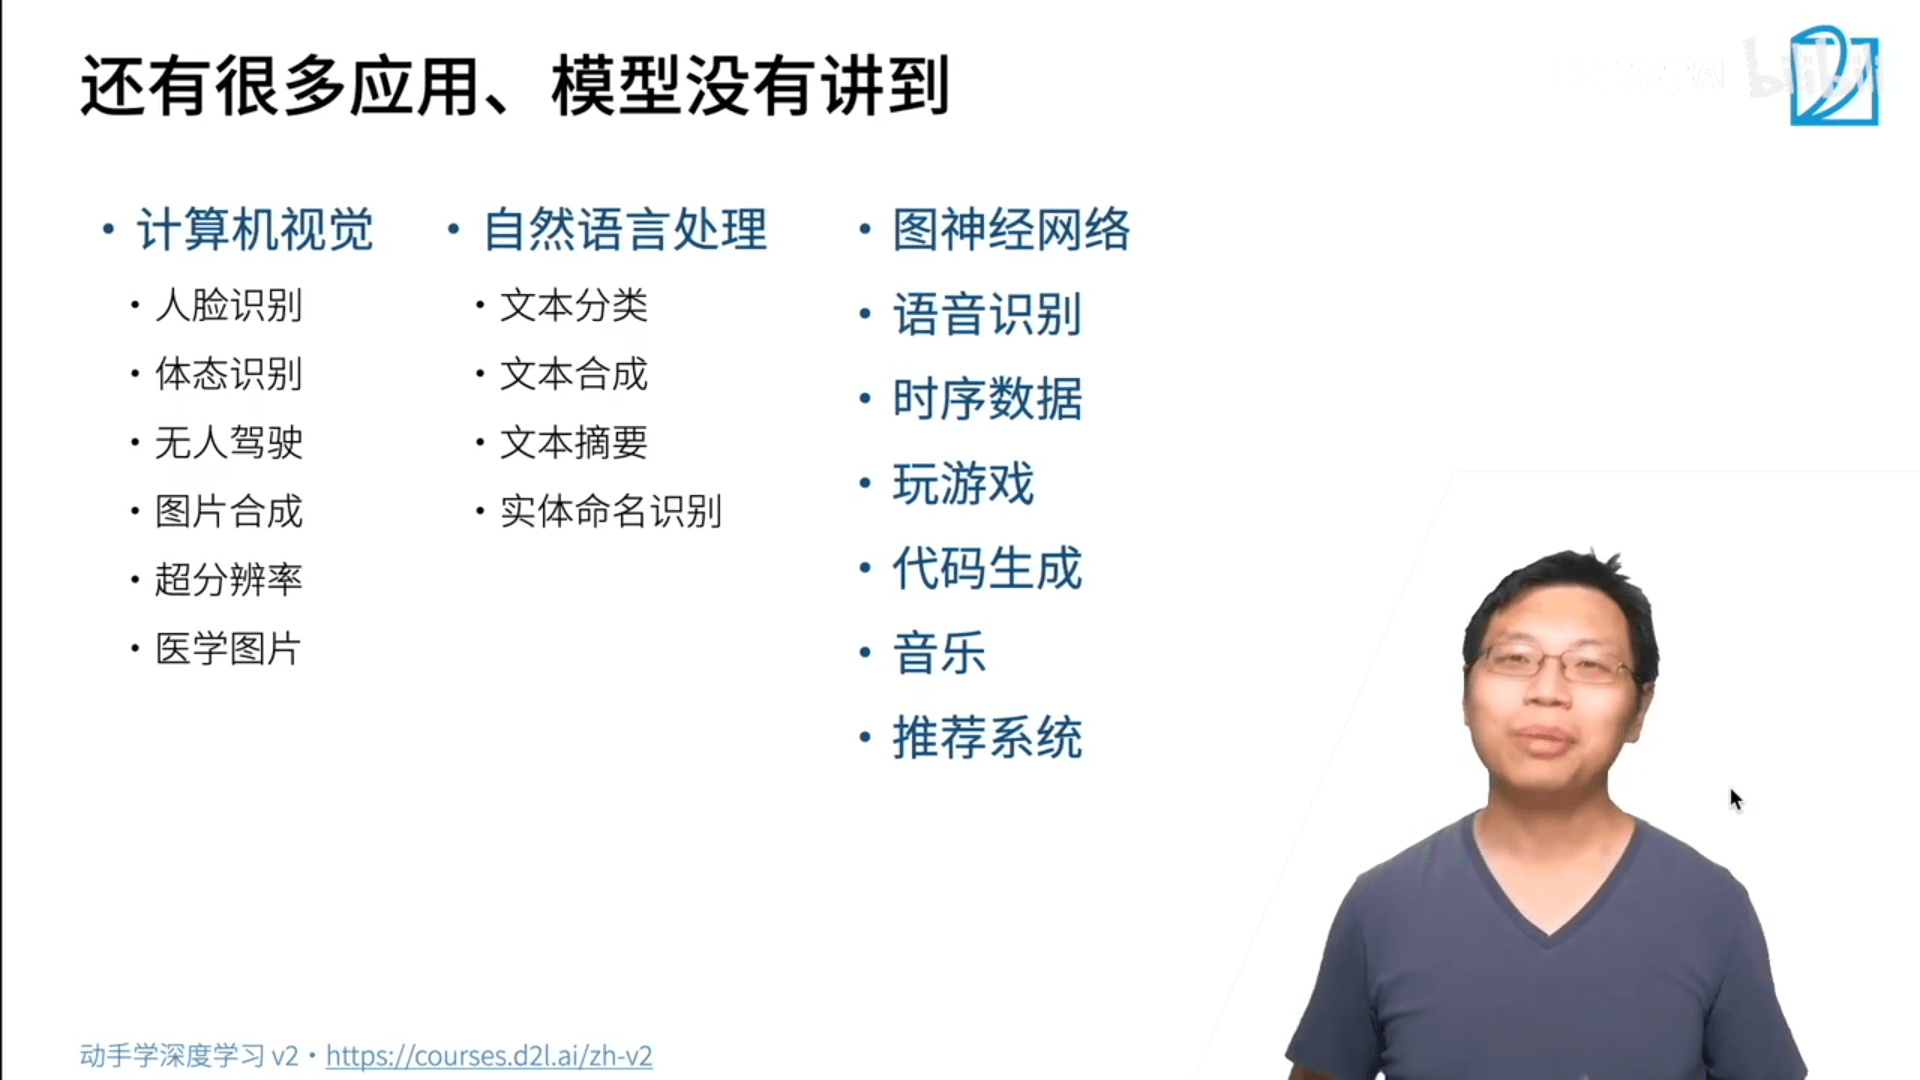 还有很多应用、模型没有讲到
• 计算机视觉
• 人脸识别
• 体态识别
• 无人驾驶
• 图片合成
• 超分辨率
• 医学图片
• 自然语言处理
• 文本分类
• 文本合成
• 文本摘要
• 实体命名识别
• 图神经网络
• 语音识别
• 时序数据
• 玩游戏
• 代码生成
• 音乐
• 推荐系统
动手学深度学习 v2 • https://courses.d2l.ai/zh-v2